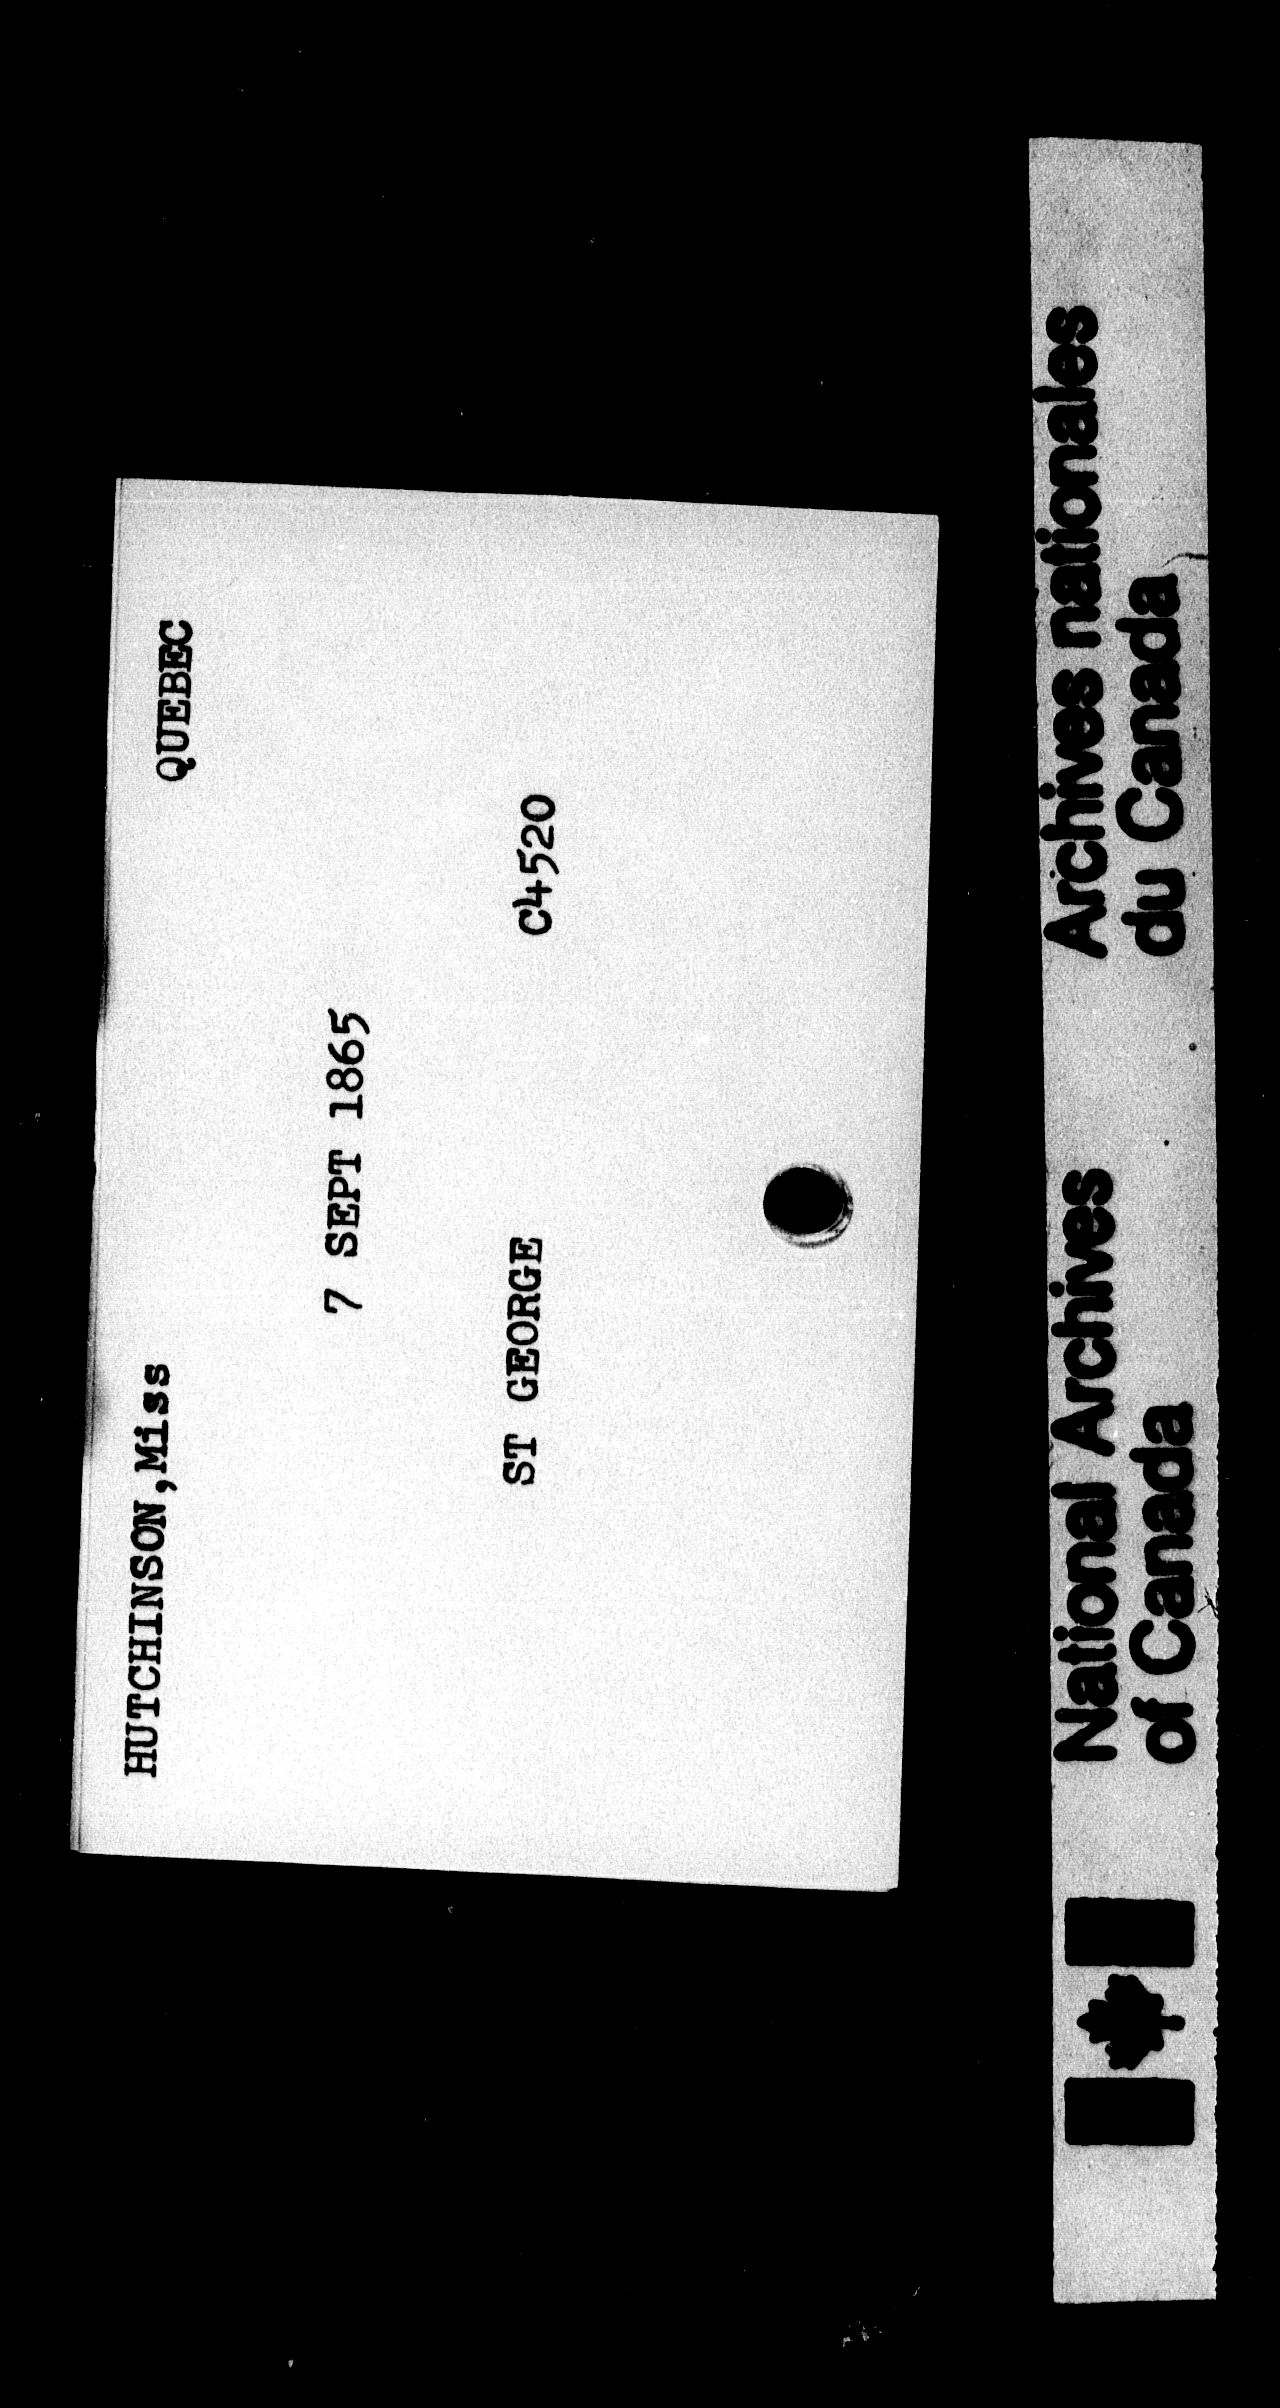 HUTCHINSON,Miss QUEBEC
7 SEPT 1865
ST GEORGE C4520
National Archives
of Canada
Archives nationales
du Canada